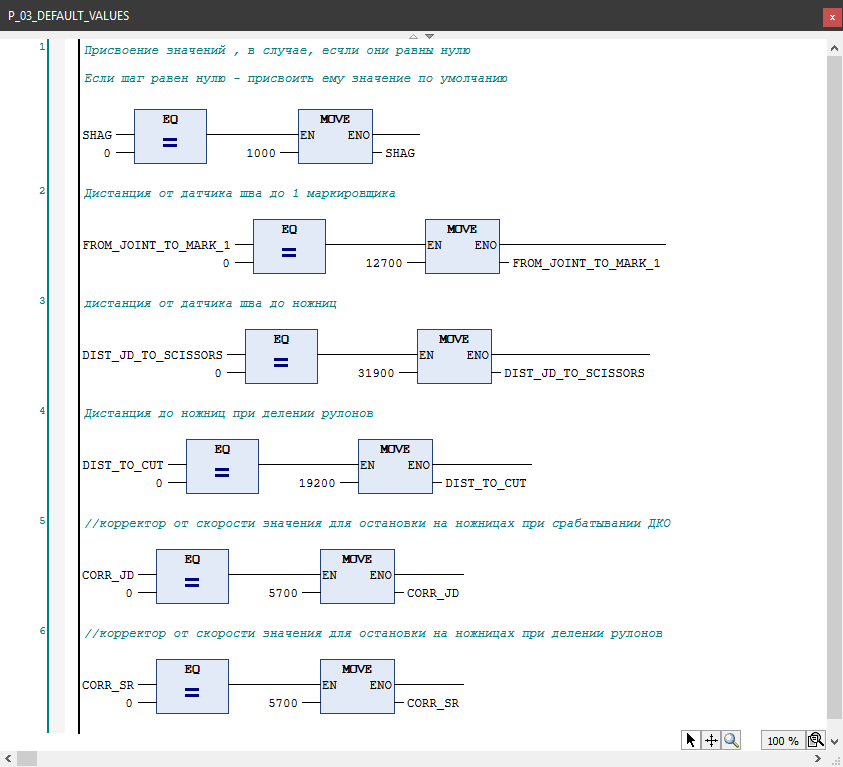 P_03_DEFAULT_VALUES
x
1
Присвоение значений , в случае, есчли они равны нулю
Если шаг равен нулю - присвоить ему значение по умолчанию
EQ MOVE
SHAG = EN ENO
0 1000 SHAG
2
Дистанция от датчика шва до 1 маркировщика
EQ MOVE
FROM_JOINT_TO_MARK_1 = EN ENO
0 12700 FROM_JOINT_TO_MARK_1
3
дистанция от датчика шва до ножниц
EQ MOVE
DIST_JD_TO_SCISSORS = EN ENO
0 31900 DIST_JD_TO_SCISSORS
4
Дистанция до ножниц при делении рулонов
EQ MOVE
DIST_TO_CUT = EN ENO
0 19200 DIST_TO_CUT
5
//корректор от скорости значения для остановки на ножницах при срабатывании ДКО
EQ MOVE
CORR_JD = EN ENO
0 5700 CORR_JD
6
//корректор от скорости значения для остановки на ножницах при делении рулонов
EQ MOVE
CORR_SR = EN ENO
0 5700 CORR_SR
100 %